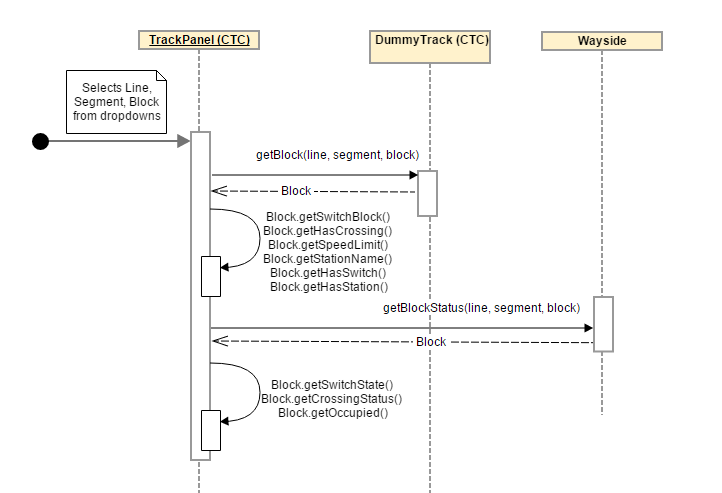 TrackPanel (CTC)
DummyTrack (CTC)
Wayside
Selects Line,
Segment, Block
from dropdowns
getBlock(line, segment, block)
Block
Block.getSwitchBlock()
Block.getHasCrossing()
Block.getSpeedLimit()
Block.getStationName()
Block.getHasSwitch()
Block.getHasStation()
getBlockStatus(line, segment, block)
Block
Block.getSwitchState()
Block.getCrossingStatus()
Block.getOccupied()